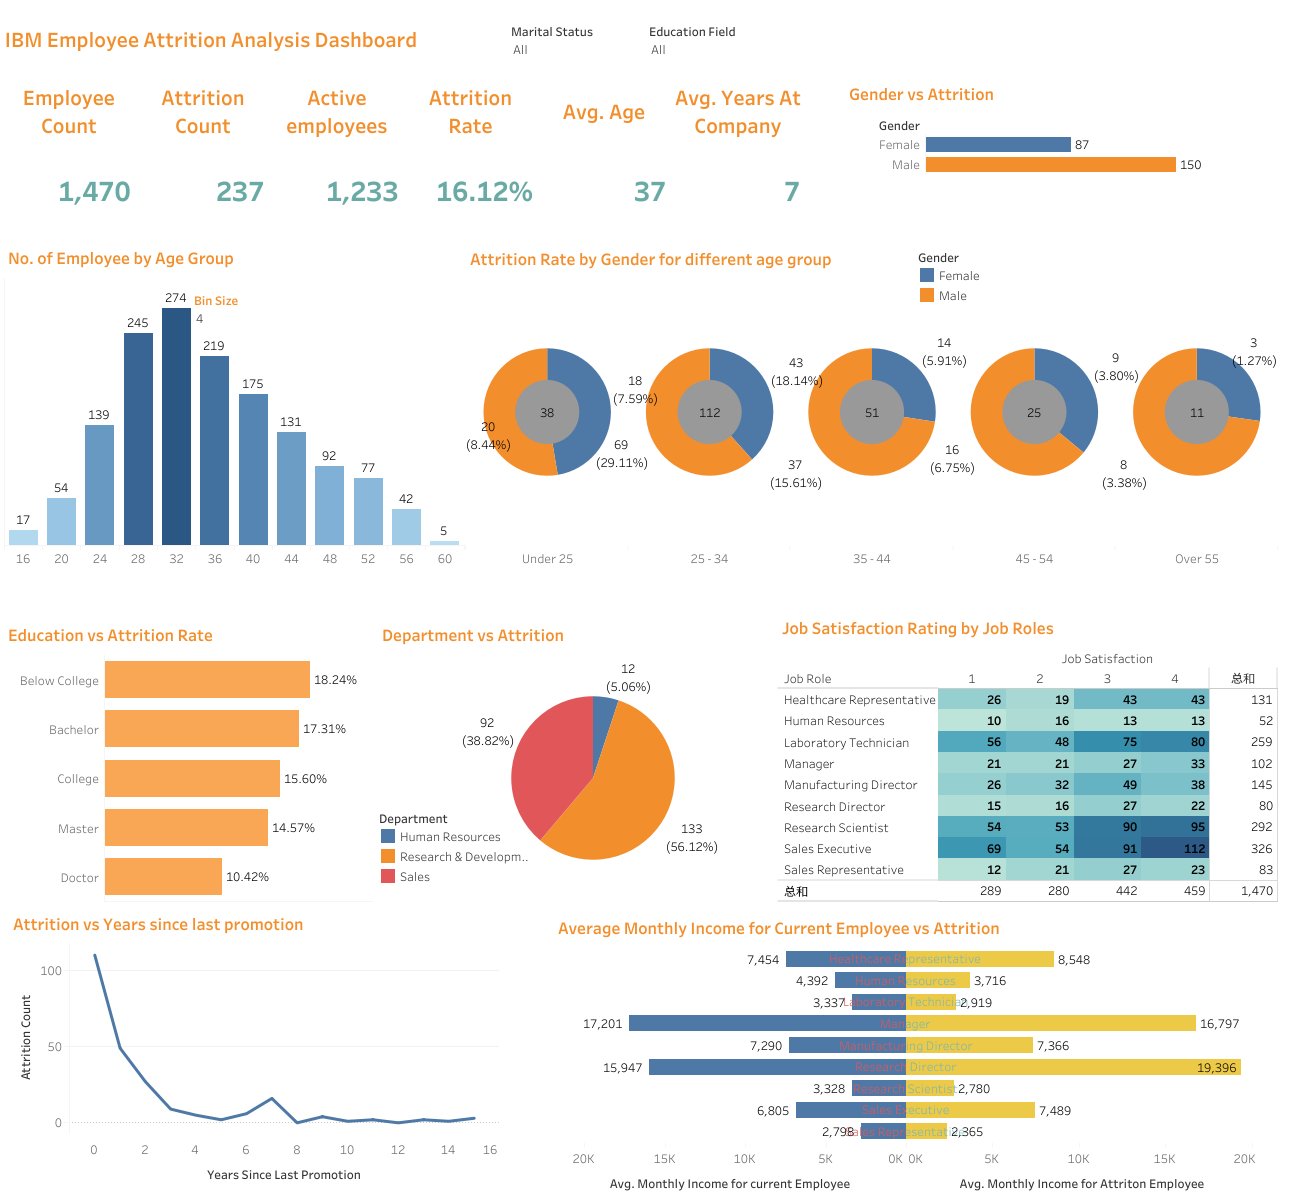 IBM Employee Attrition Analysis Dashboard
Marital Status
All
Education Field
All
Employee
Count
1,470
Attrition
Count
237
Active
employees
1,233
Attrition
Rate
16.12%
Avg. Age
37
Avg. Years At
Company
7
Gender vs Attrition
Gender
Female 87
Male 150
No. of Employee by Age Group
Bin Size
4
17 54 139 245 274 219 175 131 92 77 42 5
16 20 24 28 32 36 40 44 48 52 56 60
Attrition Rate by Gender for different age group
Gender
Female
Male
38
18
(7.59%)
20
(8.44%)
112
43
(18.14%)
69
(29.11%)
51
14
(5.91%)
37
(15.61%)
25
9
(3.80%)
16
(6.75%)
11
3
(1.27%)
8
(3.38%)
Under 25 25 - 34 35 - 44 45 - 54 Over 55
Education vs Attrition Rate
Below College 18.24%
Bachelor 17.31%
College 15.60%
Master 14.57%
Doctor 10.42%
Department vs Attrition
12
(5.06%)
92
(38.82%)
133
(56.12%)
Department
Human Resources
Research & Developm..
Sales
Job Satisfaction Rating by Job Roles
Job Satisfaction
Job Role 1 2 3 4 总和
Healthcare Representative 26 19 43 43 131
Human Resources 10 16 13 13 52
Laboratory Technician 56 48 75 80 259
Manager 21 21 27 33 102
Manufacturing Director 26 32 49 38 145
Research Director 15 16 27 22 80
Research Scientist 54 53 90 95 292
Sales Executive 69 54 91 112 326
Sales Representative 12 21 27 23 83
总和 289 280 442 459 1,470
Attrition vs Years since last promotion
Attrition Count
100
50
0
0 2 4 6 8 10 12 14 16
Years Since Last Promotion
Average Monthly Income for Current Employee vs Attrition
7,454 Healthcare Representative 8,548
4,392 Human Resources 3,716
3,337 Laboratory Technician 2,919
17,201 Manager 16,797
7,290 Manufacturing Director 7,366
15,947 Research Director 19,396
3,328 Research Scientist 2,780
6,805 Sales Executive 7,489
2,798 Sales Representative 2,365
20K 15K 10K 5K 0K 0K 5K 10K 15K 20K
Avg. Monthly Income for current Employee
Avg. Monthly Income for Attriton Employee